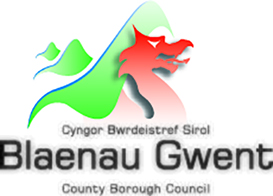 Cyngor Bwrdeistref Sirol
Blaenau Gwent
County Borough Council